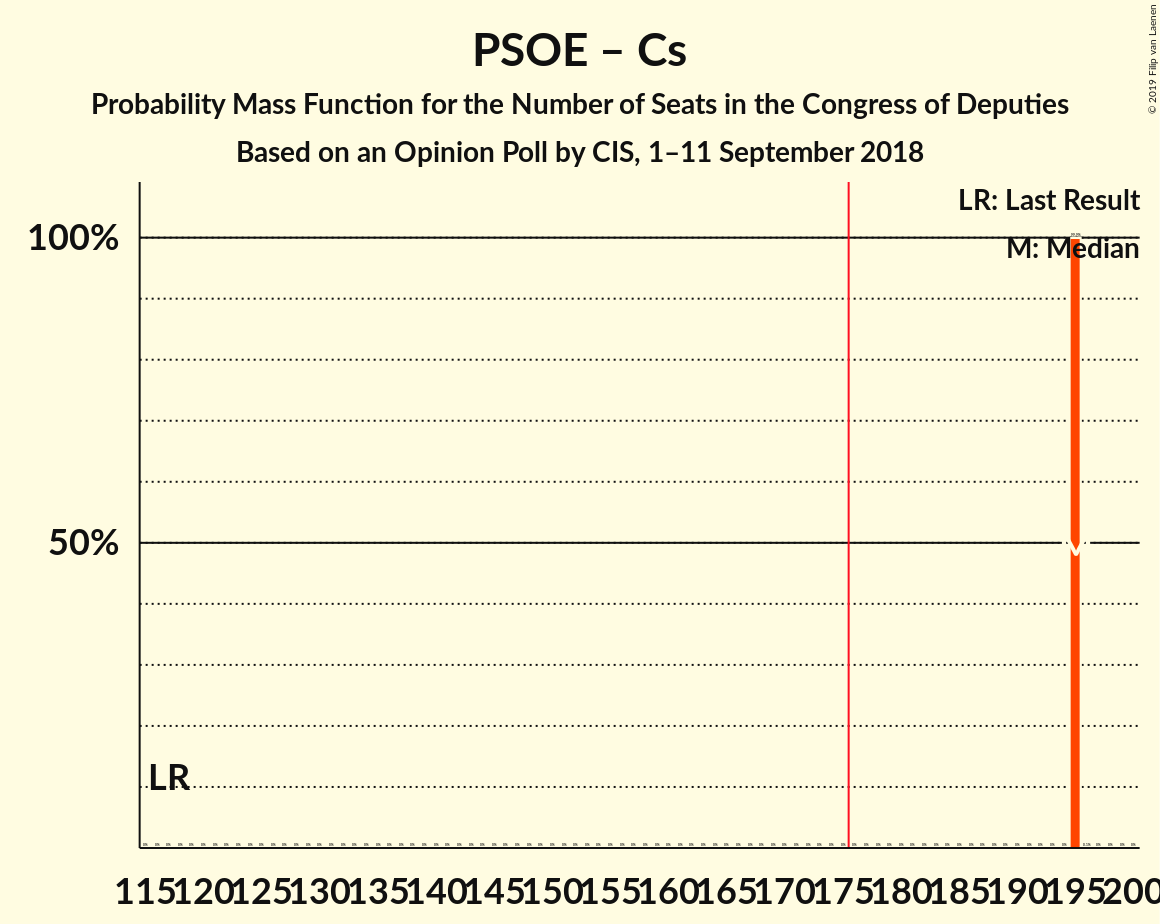 PSOE – Cs
Probability Mass Function for the Number of Seats in the Congress of Deputies
Based on an Opinion Poll by CIS, 1–11 September 2018
© 2019 Filip van Laenen
LR: Last Result
M: Median
100%
50%
M
LR
115 120 125 130 135 140 145 150 155 160 165 170 175 180 185 190 195 200